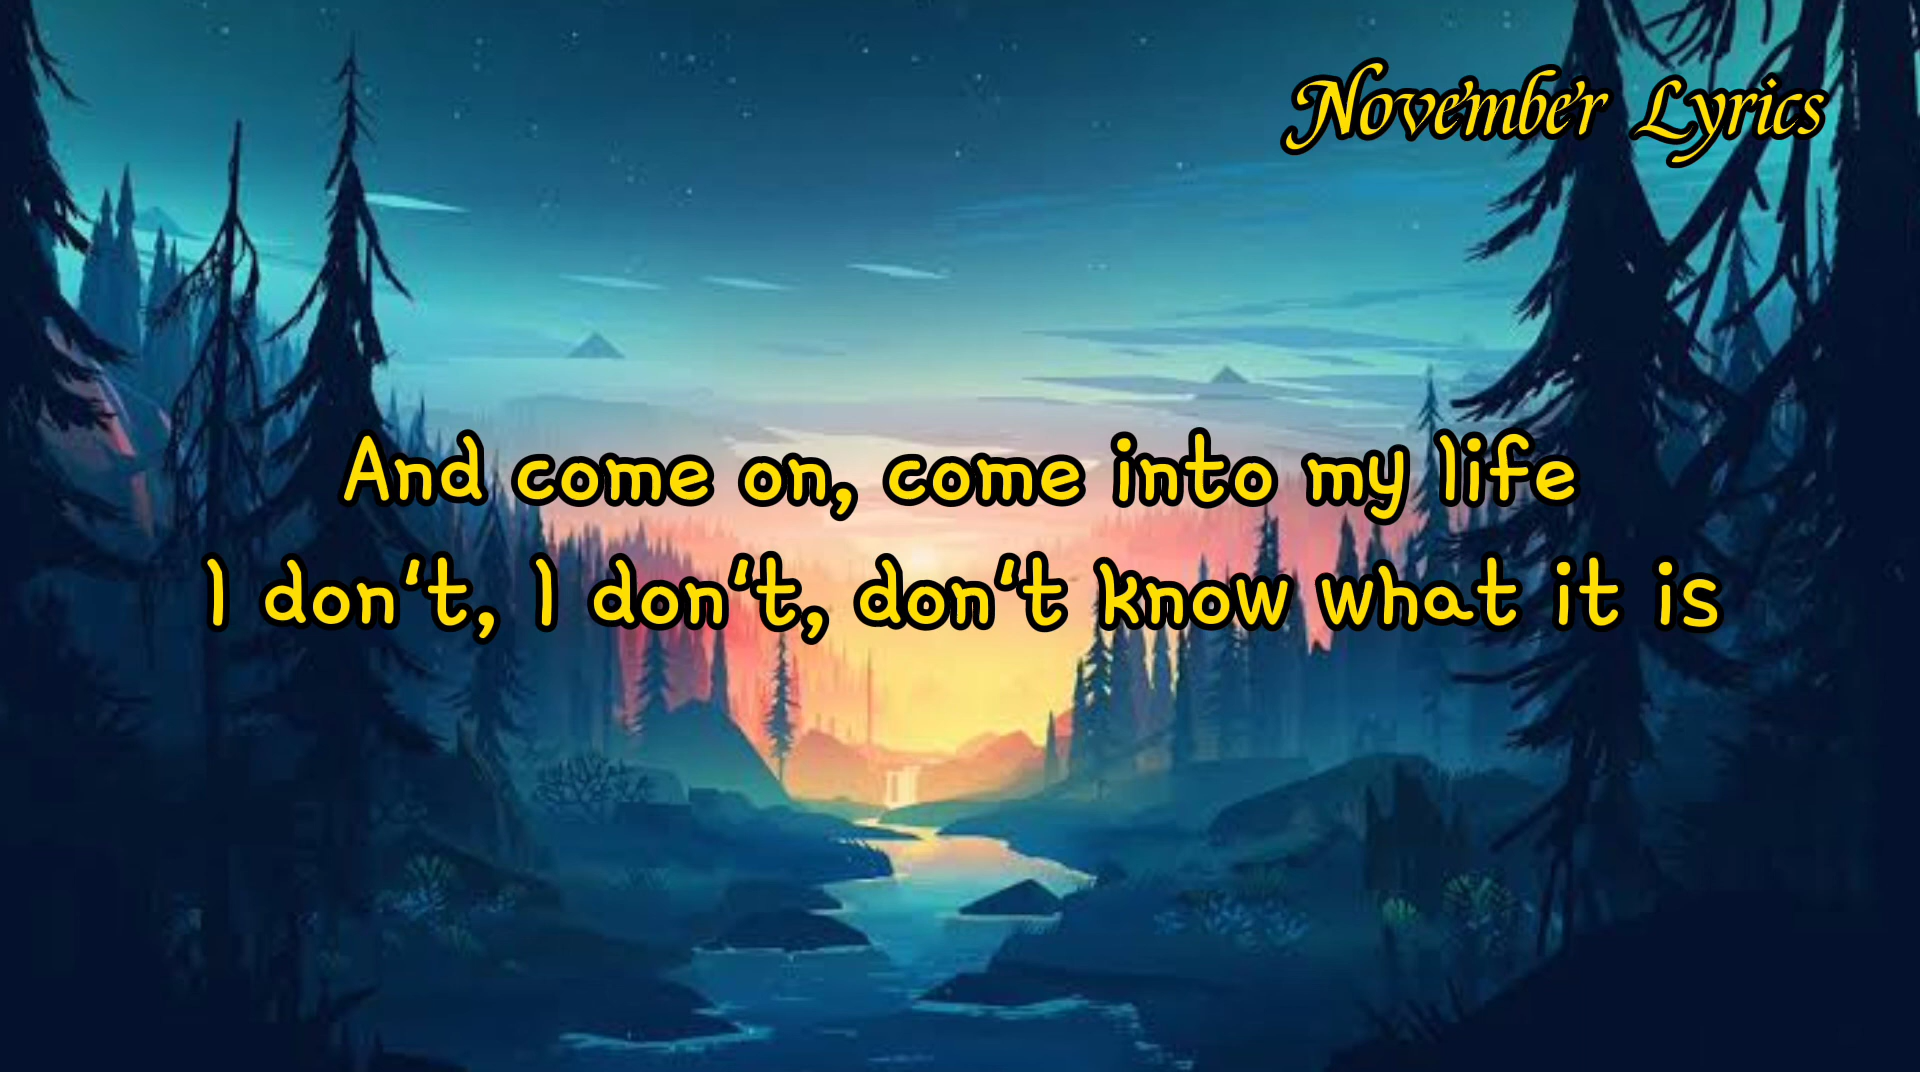 November Lyrics
And come on, come into my life
I don't, I don't, don't know what it is